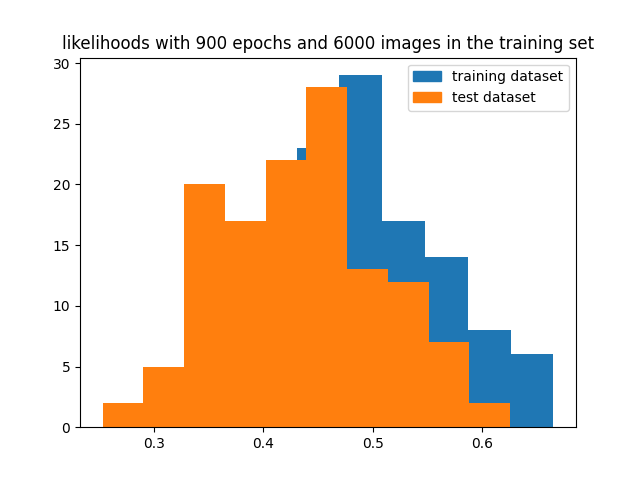 likelihoods with 900 epochs and 6000 images in the training set
30
25
20
15
10
5
0
0.3 0.4 0.5 0.6
training dataset
test dataset